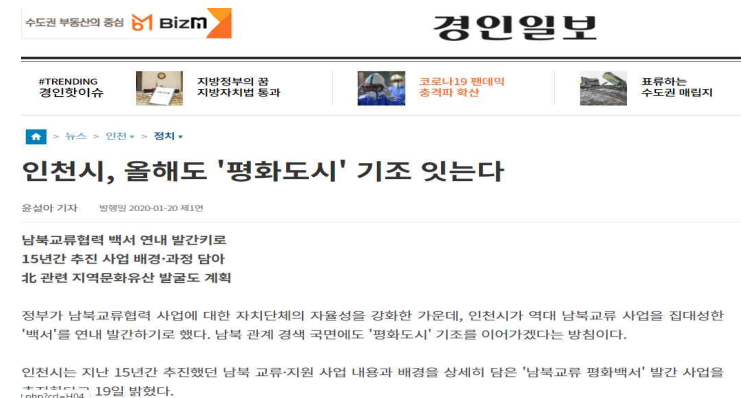 수도권 부동산의 중심 BizM
경인일보
#TRENDING
경인핫이슈
지방정부의 꿈
지방자치법 통과
코로나19 팬데믹
충격파 확산
표류하는
수도권 매립지
> 뉴스 > 인천 > 정치
인천시, 올해도 '평화도시' 기조 잇는다
윤설아 기자 발행일 2020-01-20 제1면
남북교류협력 백서 연내 발간키로
15년간 추진 사업 배경·과정 담아
北 관련 지역문화유산 발굴도 계획
정부가 남북교류협력 사업에 대한 자치단체의 자율성을 강화한 가운데, 인천시가 역대 남북교류 사업을 집대성한
'백서'를 연내 발간하기로 했다. 남북 관계 경색 국면에도 '평화도시' 기조를 이어가겠다는 방침이다.
인천시는 지난 15년간 추진했던 남북 교류·지원 사업 내용과 배경을 상세히 담은 '남북교류 평화백서' 발간 사업을
19일 밝혔다.
t.php?cd=H04